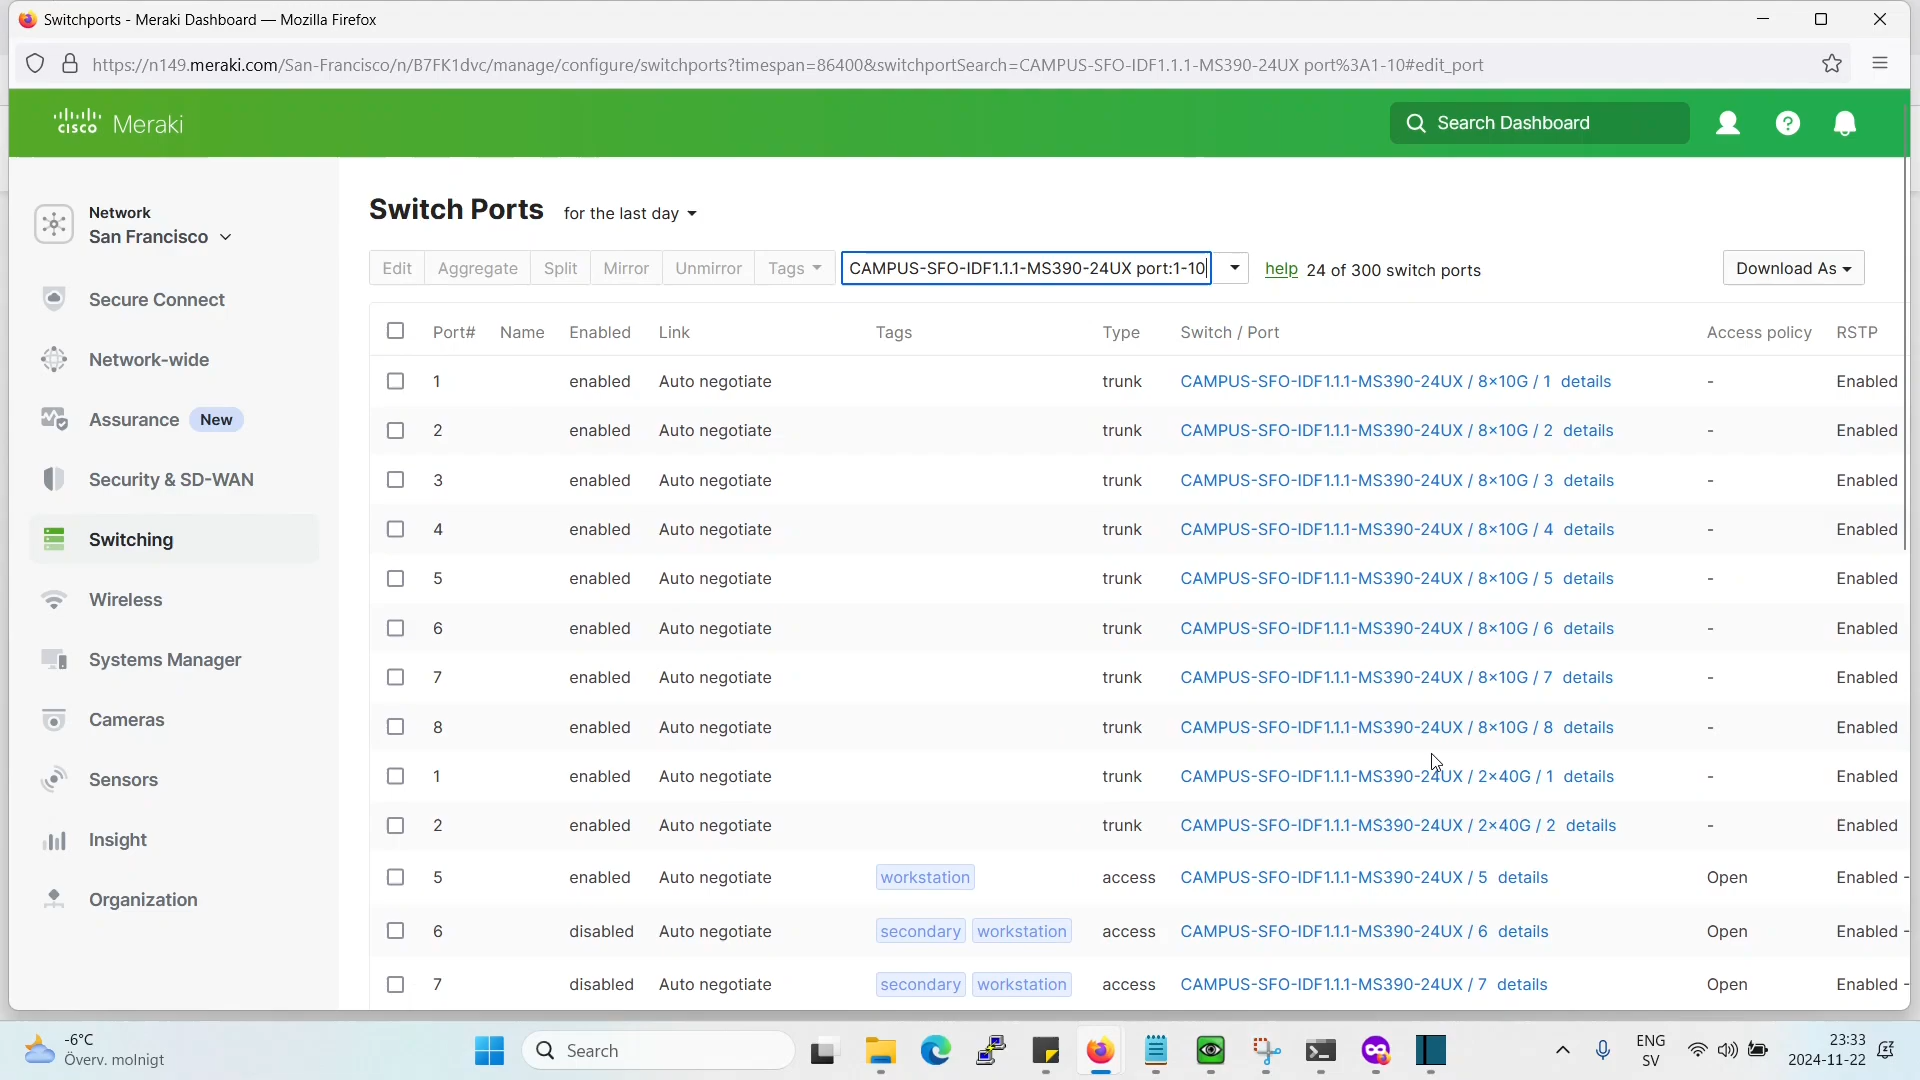 Switchports - Meraki Dashboard — Mozilla Firefox
https://n149.meraki.com/San-Francisco/n/B7FK1dvc/manage/configure/switchports?timespan=86400&switchportSearch=CAMPUS-SFO-IDF1.1.1-MS390-24UX port%3A1-10#edit_port
cisco Meraki
Search Dashboard
Network
San Francisco
Secure Connect
Network-wide
Assurance New
Security & SD-WAN
Switching
Wireless
Systems Manager
Cameras
Sensors
Insight
Organization
Switch Ports for the last day
Edit Aggregate Split Mirror Unmirror Tags CAMPUS-SFO-IDF1.1.1-MS390-24UX port:1-10 help 24 of 300 switch ports Download As
Port# Name Enabled Link Tags Type Switch / Port Access policy RSTP
1 enabled Auto negotiate trunk CAMPUS-SFO-IDF1.1.1-MS390-24UX / 8×10G / 1 details - Enabled
2 enabled Auto negotiate trunk CAMPUS-SFO-IDF1.1.1-MS390-24UX / 8×10G / 2 details - Enabled
3 enabled Auto negotiate trunk CAMPUS-SFO-IDF1.1.1-MS390-24UX / 8×10G / 3 details - Enabled
4 enabled Auto negotiate trunk CAMPUS-SFO-IDF1.1.1-MS390-24UX / 8×10G / 4 details - Enabled
5 enabled Auto negotiate trunk CAMPUS-SFO-IDF1.1.1-MS390-24UX / 8×10G / 5 details - Enabled
6 enabled Auto negotiate trunk CAMPUS-SFO-IDF1.1.1-MS390-24UX / 8×10G / 6 details - Enabled
7 enabled Auto negotiate trunk CAMPUS-SFO-IDF1.1.1-MS390-24UX / 8×10G / 7 details - Enabled
8 enabled Auto negotiate trunk CAMPUS-SFO-IDF1.1.1-MS390-24UX / 8×10G / 8 details - Enabled
1 enabled Auto negotiate trunk CAMPUS-SFO-IDF1.1.1-MS390-24UX / 2×40G / 1 details - Enabled
2 enabled Auto negotiate trunk CAMPUS-SFO-IDF1.1.1-MS390-24UX / 2×40G / 2 details - Enabled
5 enabled Auto negotiate workstation access CAMPUS-SFO-IDF1.1.1-MS390-24UX / 5 details Open Enabled -
6 disabled Auto negotiate secondary workstation access CAMPUS-SFO-IDF1.1.1-MS390-24UX / 6 details Open Enabled -
7 disabled Auto negotiate secondary workstation access CAMPUS-SFO-IDF1.1.1-MS390-24UX / 7 details Open Enabled -
-6°C
Överv. molnigt
Search
ENG
SV
23:33
2024-11-22